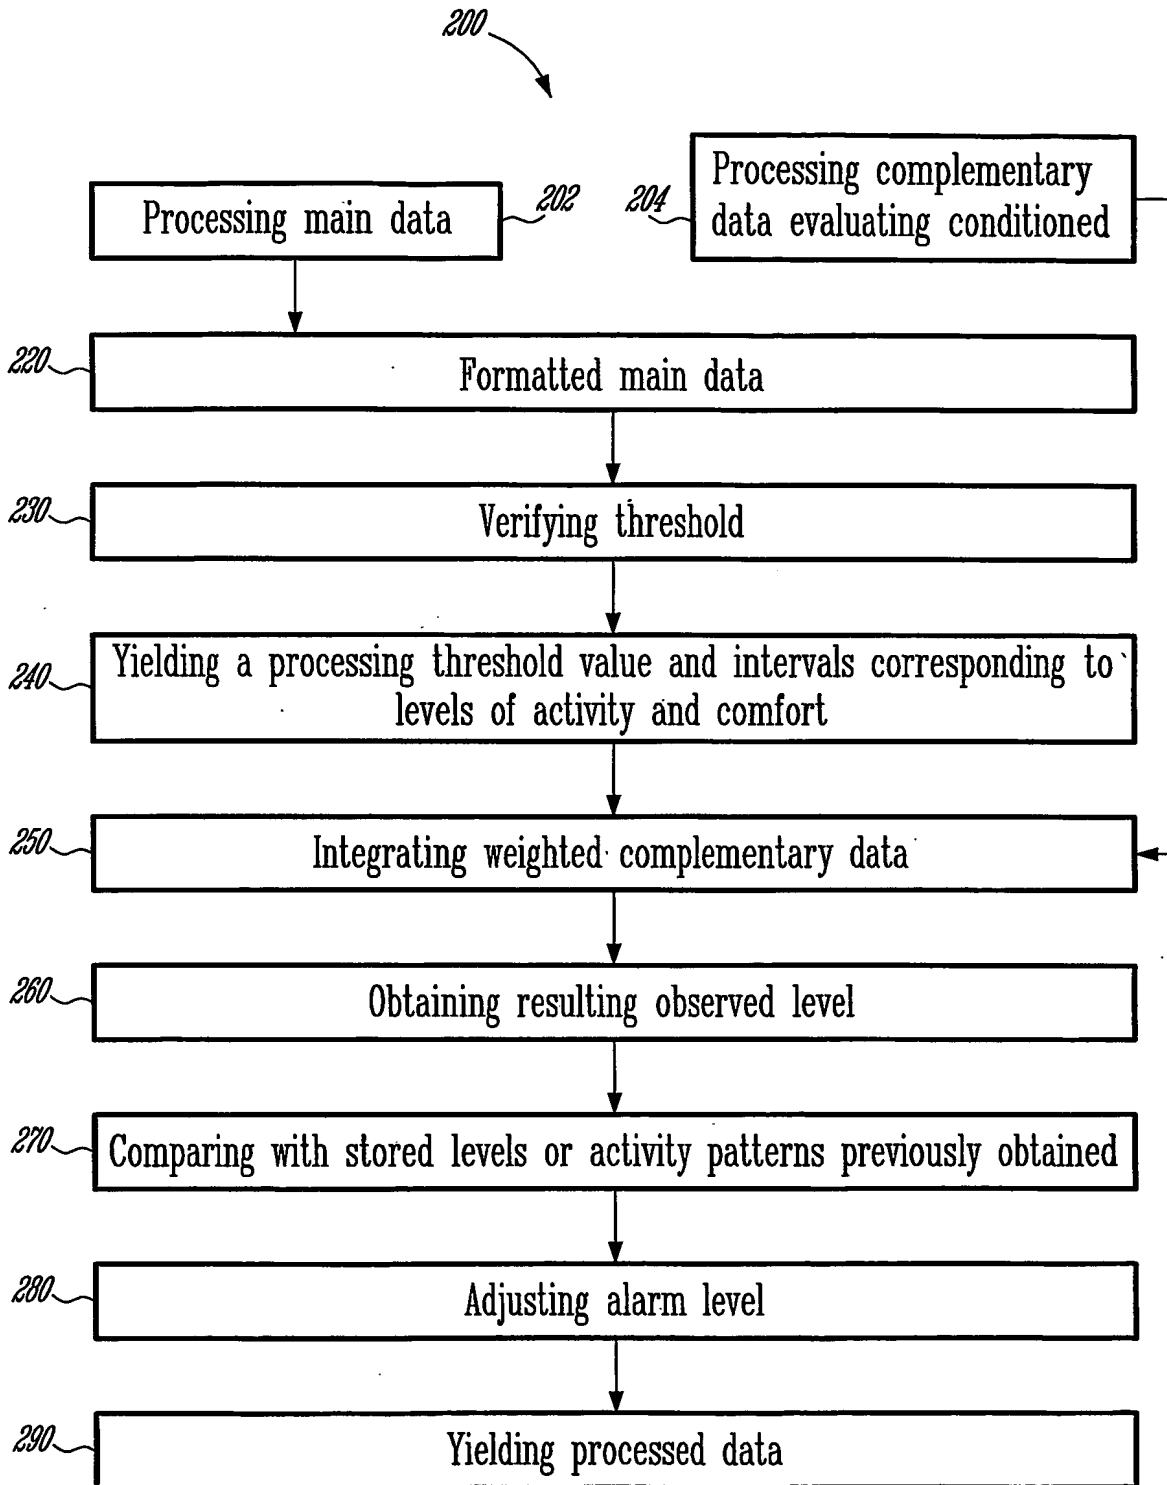 200
Processing main data
202
204
Processing complementary
data evaluating conditioned
220
Formatted main data
230
Verifying threshold
240
Yielding a processing threshold value and intervals corresponding to
levels of activity and comfort
250
Integrating weighted complementary data
260
Obtaining resulting observed level
270
Comparing with stored levels or activity patterns previously obtained
280
Adjusting alarm level
290
Yielding processed data